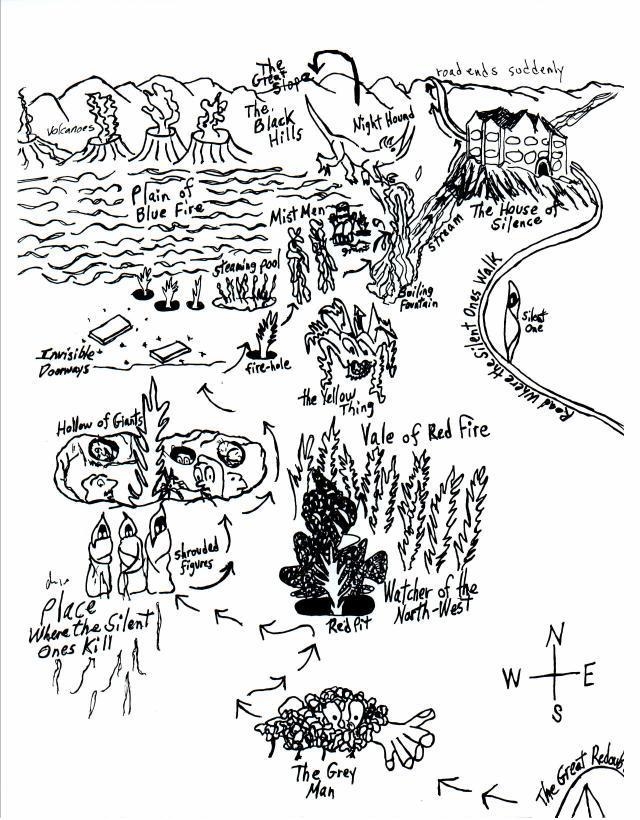 The
Great
Slope
road ends suddenly
volcanoes
The
Black
Hills
Night Hound
Plain of
Blue Fire
Mist Men
The House of
Silence
stream
steaming pool
Boiling
Fountain
Road Where the Silent Ones Walk
Silent
One
Invisible
Doorways
fire-hole
the Yellow
Thing
Hollow of Giants
Vale of Red Fire
shrouded
figures
Place
Where the Silent
Ones Kill
Watcher of the
North-West
Red Pit
N
W E
S
The Grey
Man
The Great Redoubt